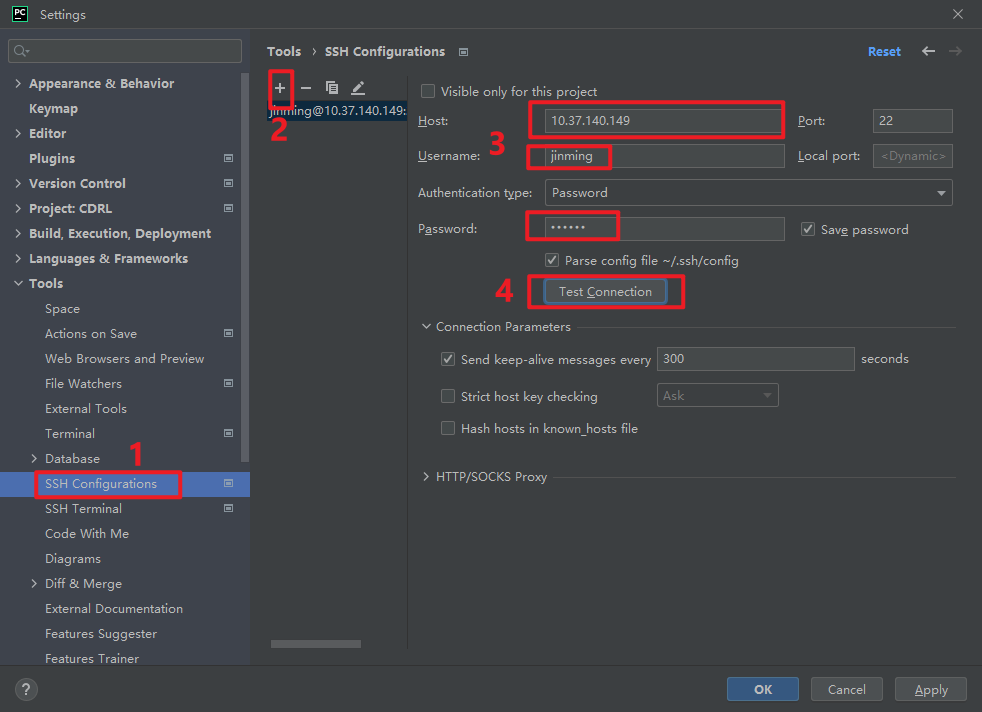 PC Settings
Tools › SSH Configurations Reset
Appearance & Behavior
Keymap
Editor
Plugins
Version Control
Project: CDRL
Build, Execution, Deployment
Languages & Frameworks
Tools
Space
Actions on Save
Web Browsers and Preview
File Watchers
External Tools
Terminal
Database
1
SSH Configurations
SSH Terminal
Code With Me
Diagrams
Diff & Merge
External Documentation
Features Suggester
Features Trainer
jinming@10.37.140.149:
2
Visible only for this project
Host: 10.37.140.149 Port: 22
3
Username: jinming Local port: <Dynamic>
Authentication type: Password
Password: •••••• Save password
Parse config file ~/.ssh/config
4 Test Connection
Connection Parameters
Send keep-alive messages every 300 seconds
Strict host key checking Ask
Hash hosts in known_hosts file
HTTP/SOCKS Proxy
? OK Cancel Apply